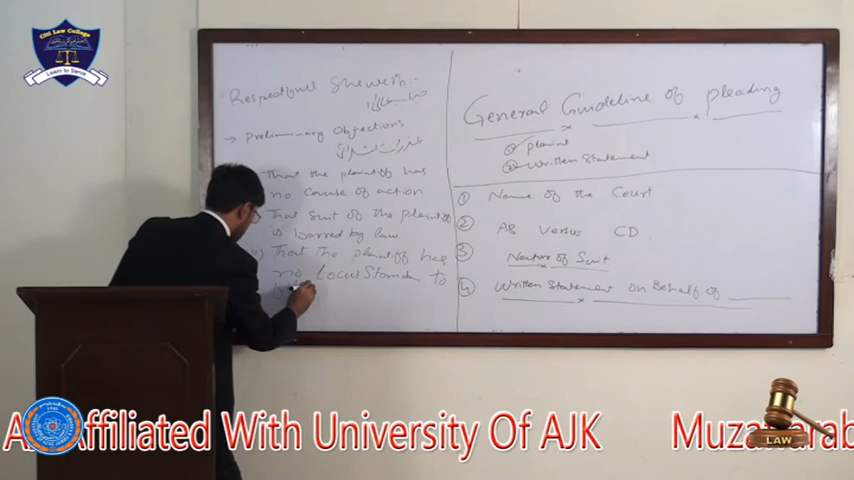 Citi Law College
Learn to Serve
Respectfull Sheweth:-
→ Preliminary Objections
That the plaintiff has
no cause of action
That suit of the plaintiff
is barred by law
That the plaintiff has
no locus Standi to
General Guideline of pleading
① plaint
② written statement
① Name of the Court
② AB versus CD
③ Nature of Suit
④ Written Statement on Behalf of
Affiliated With University Of AJK
LAW